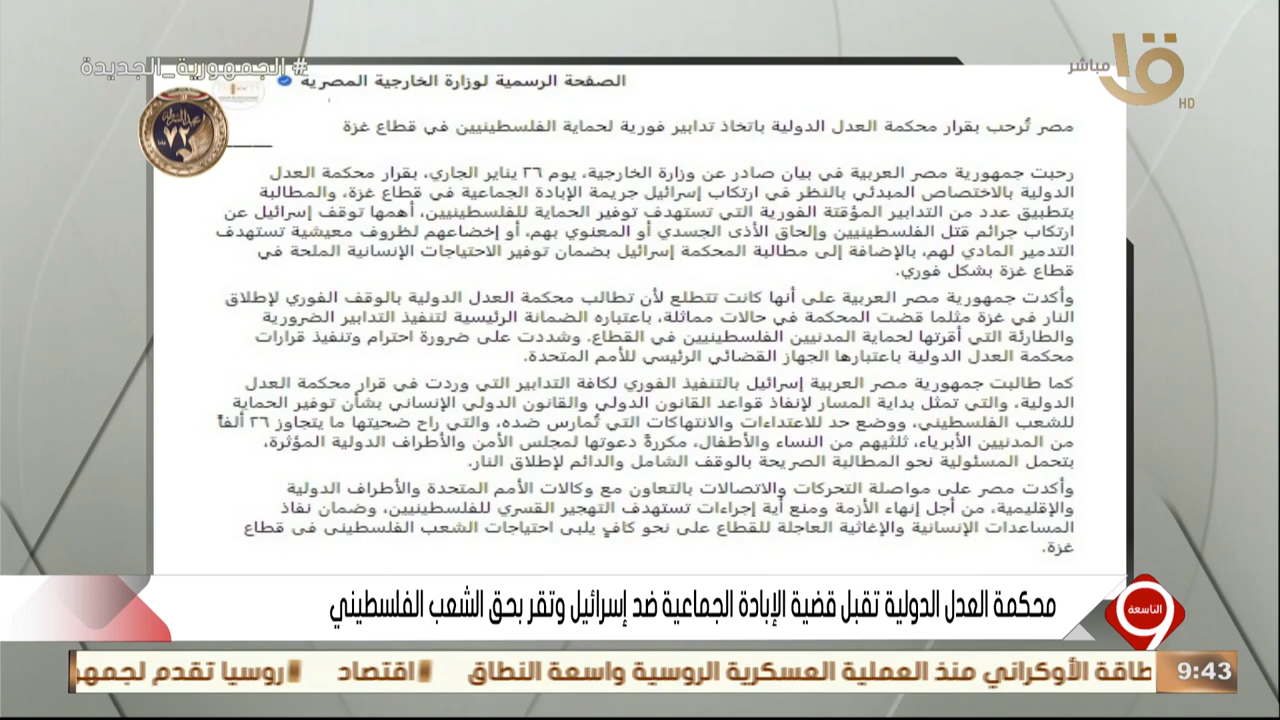 #الجمهورية_الجديدة
مباشر
HD
الصفحة الرسمية لوزارة الخارجية المصرية
عيد الشرطة
٧٢
مصر تُرحب بقرار محكمة العدل الدولية باتخاذ تدابير فورية لحماية الفلسطينيين في قطاع غزة
رحبت جمهورية مصر العربية في بيان صادر عن وزارة الخارجية، يوم ٢٦ يناير الجاري، بقرار محكمة العدل
الدولية بالاختصاص المبدئي بالنظر في ارتكاب إسرائيل جريمة الإبادة الجماعية في قطاع غزة، والمطالبة
بتطبيق عدد من التدابير المؤقتة الفورية التي تستهدف توفير الحماية للفلسطينيين، أهمها توقف إسرائيل عن
ارتكاب جرائم قتل الفلسطينيين وإلحاق الأذى الجسدي أو المعنوي بهم، أو إخضاعهم لظروف معيشية تستهدف
التدمير المادي لهم، بالإضافة إلى مطالبة المحكمة إسرائيل بضمان توفير الاحتياجات الإنسانية الملحة في
قطاع غزة بشكل فوري.
وأكدت جمهورية مصر العربية على أنها كانت تتطلع لأن تطالب محكمة العدل الدولية بالوقف الفوري لإطلاق
النار في غزة مثلما قضت المحكمة في حالات مماثلة، باعتباره الضمانة الرئيسية لتنفيذ التدابير الضرورية
والطارئة التي أقرتها لحماية المدنيين الفلسطينيين في القطاع. وشددت على ضرورة احترام وتنفيذ قرارات
محكمة العدل الدولية باعتبارها الجهاز القضائي الرئيسي للأمم المتحدة.
كما طالبت جمهورية مصر العربية إسرائيل بالتنفيذ الفوري لكافة التدابير التي وردت في قرار محكمة العدل
الدولية، والتي تمثل بداية المسار لإنفاذ قواعد القانون الدولي والقانون الدولي الإنساني بشأن توفير الحماية
للشعب الفلسطيني، ووضع حد للاعتداءات والانتهاكات التي تُمارس ضده، والتي راح ضحيتها ما يتجاوز ٢٦ ألفاً
من المدنيين الأبرياء، ثلثيهم من النساء والأطفال، مكررةً دعوتها لمجلس الأمن والأطراف الدولية المؤثرة،
بتحمل المسئولية نحو المطالبة الصريحة بالوقف الشامل والدائم لإطلاق النار.
وأكدت مصر على مواصلة التحركات والاتصالات بالتعاون مع وكالات الأمم المتحدة والأطراف الدولية
والإقليمية، من أجل إنهاء الأزمة ومنع أية إجراءات تستهدف التهجير القسري للفلسطينيين، وضمان نفاذ
المساعدات الإنسانية والإغاثية العاجلة للقطاع على نحو كافٍ يلبى احتياجات الشعب الفلسطينى فى قطاع
غزة.
محكمة العدل الدولية تقبل قضية الإبادة الجماعية ضد إسرائيل وتقر بحق الشعب الفلسطيني
التاسعة
9:43
طاقة الأوكراني منذ العملية العسكرية الروسية واسعة النطاق اقتصاد روسيا تقدم لجمهو